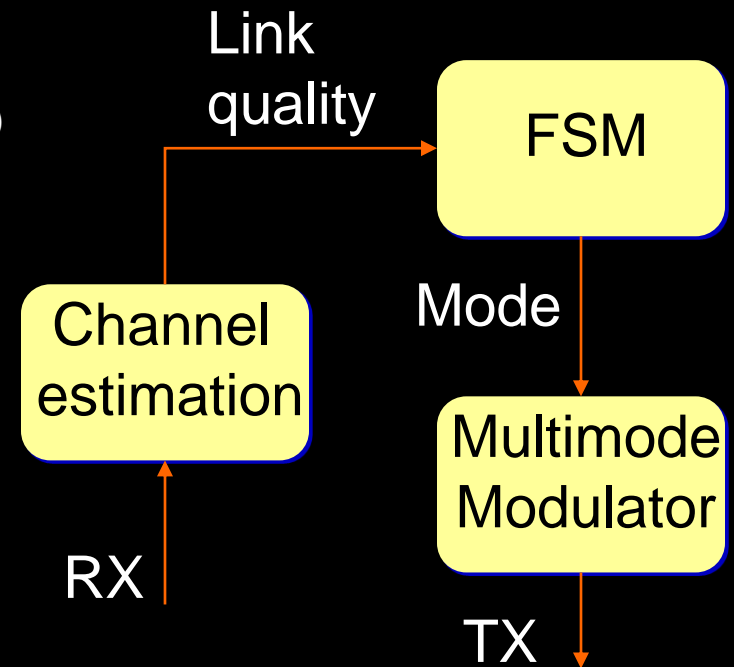 Link
quality
FSM
Channel
estimation
Mode
Multimode
Modulator
RX
TX